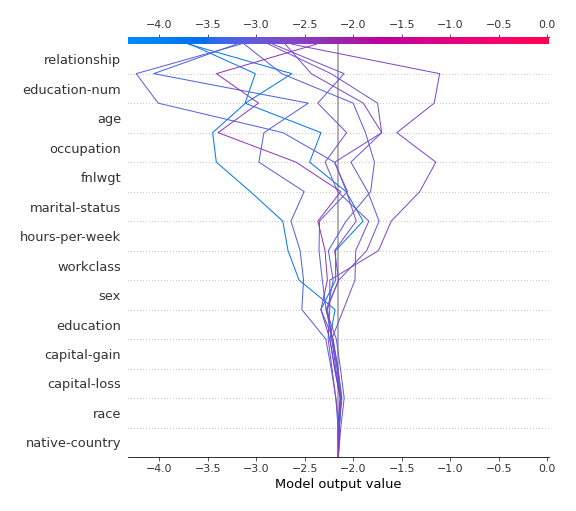 −4.0 −3.5 −3.0 −2.5 −2.0 −1.5 −1.0 −0.5 0.0
relationship
education-num
age
occupation
fnlwgt
marital-status
hours-per-week
workclass
sex
education
capital-gain
capital-loss
race
native-country
−4.0 −3.5 −3.0 −2.5 −2.0 −1.5 −1.0 −0.5 0.0
Model output value